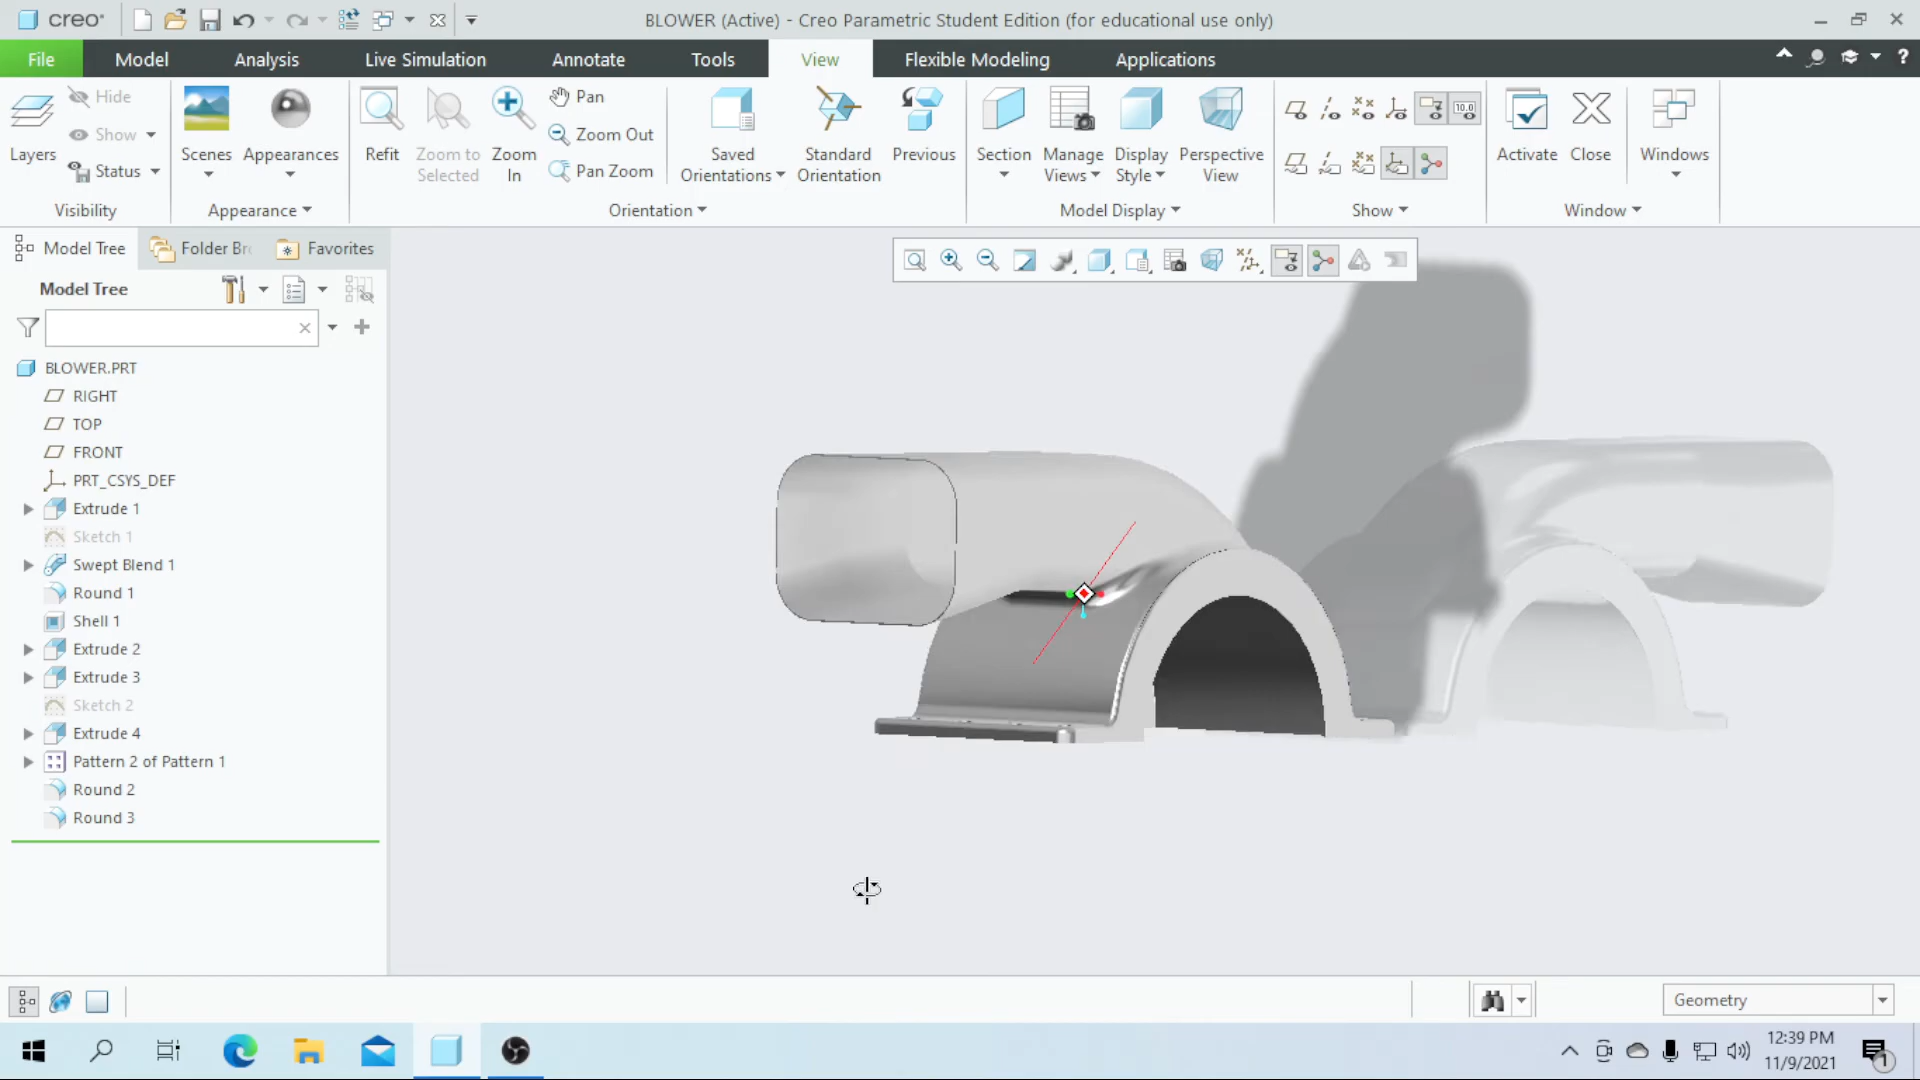 creo
BLOWER (Active) - Creo Parametric Student Edition (for educational use only)
File Model Analysis Live Simulation Annotate Tools View Flexible Modeling Applications
?
Layers
Hide
Show
Status
Visibility
Scenes
Appearances
Appearance
Refit
Zoom to
Selected
Zoom
In
Pan
Zoom Out
Pan Zoom
Saved
Orientations
Standard
Orientation
Previous
Orientation
Section
Manage
Views
Display
Style
Perspective
View
Model Display
10.0
Show
Activate
Close
Windows
Window
Model Tree
Folder Br
Favorites
Model Tree
BLOWER.PRT
RIGHT
TOP
FRONT
PRT_CSYS_DEF
Extrude 1
Sketch 1
Swept Blend 1
Round 1
Shell 1
Extrude 2
Extrude 3
Sketch 2
Extrude 4
Pattern 2 of Pattern 1
Round 2
Round 3
Geometry
12:39 PM
11/9/2021
1